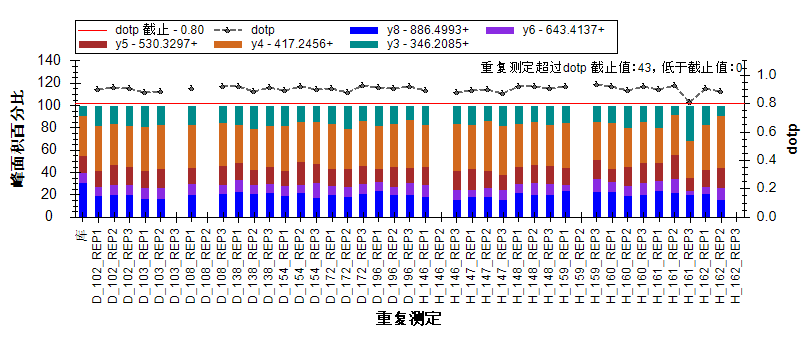 dotp 截止 - 0.80
dotp
y8 - 886.4993+
y6 - 643.4137+
y5 - 530.3297+
y4 - 417.2456+
y3 - 346.2085+
重复测定超过dotp 截止值:43, 低于截止值:0
峰面积百分比
140
120
100
80
60
40
20
0
1.0
0.8
0.6
0.4
0.2
0.0
dotp
库
D_102_REP1
D_102_REP2
D_102_REP3
D_103_REP1
D_103_REP2
D_103_REP3
D_108_REP1
D_108_REP2
D_108_REP3
D_138_REP1
D_138_REP2
D_138_REP3
D_154_REP1
D_154_REP2
D_154_REP3
D_172_REP1
D_172_REP2
D_172_REP3
D_196_REP1
D_196_REP2
D_196_REP3
H_146_REP1
H_146_REP2
H_146_REP3
H_147_REP1
H_147_REP2
H_147_REP3
H_148_REP1
H_148_REP2
H_148_REP3
H_159_REP1
H_159_REP2
H_159_REP3
H_160_REP1
H_160_REP2
H_160_REP3
H_161_REP1
H_161_REP2
H_161_REP3
H_162_REP1
H_162_REP2
H_162_REP3
重复测定